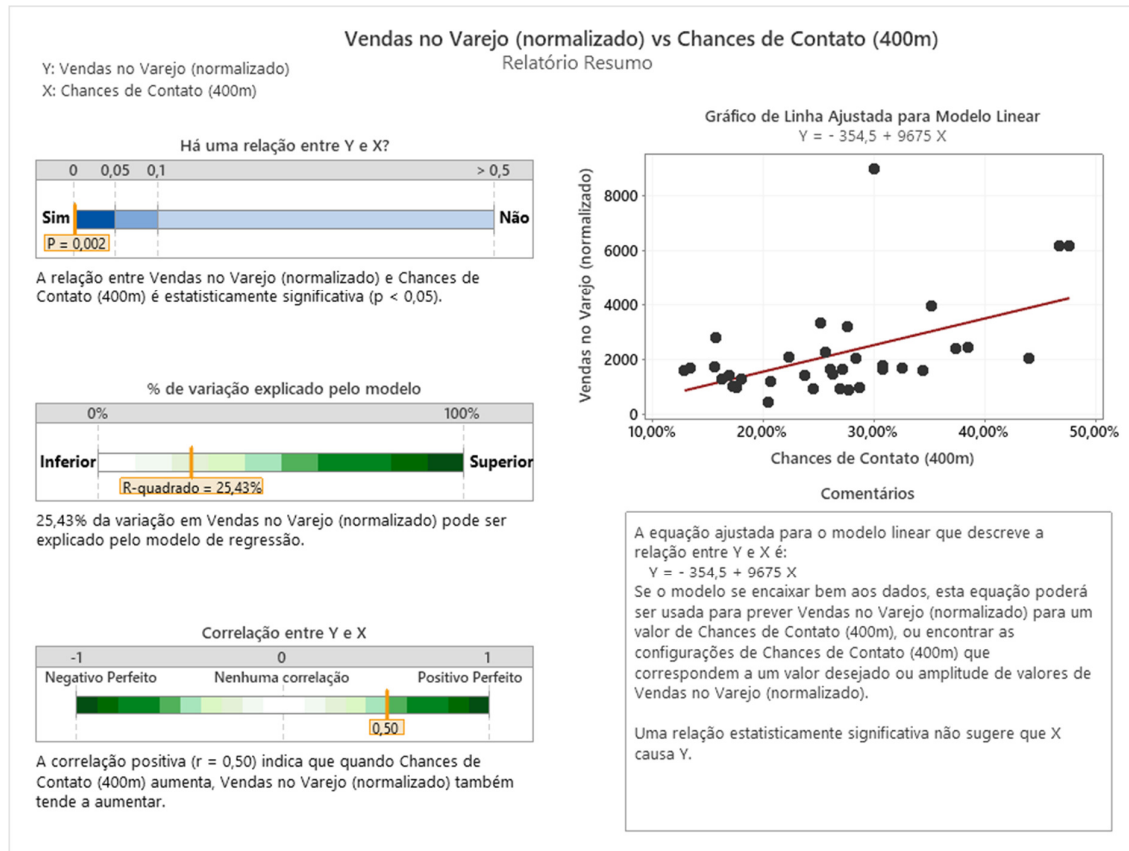 Vendas no Varejo (normalizado) vs Chances de Contato (400m)
Relatório Resumo
Y: Vendas no Varejo (normalizado)
X: Chances de Contato (400m)
Há uma relação entre Y e X?
0 0,05 0,1 > 0,5
Sim Não
P = 0,002
A relação entre Vendas no Varejo (normalizado) e Chances de
Contato (400m) é estatisticamente significativa (p < 0,05).
% de variação explicado pelo modelo
0% 100%
Inferior Superior
R-quadrado = 25,43%
25,43% da variação em Vendas no Varejo (normalizado) pode ser
explicado pelo modelo de regressão.
Correlação entre Y e X
-1 0 1
Negativo Perfeito Nenhuma correlação Positivo Perfeito
0,50
A correlação positiva (r = 0,50) indica que quando Chances de
Contato (400m) aumenta, Vendas no Varejo (normalizado) também
tende a aumentar.
Gráfico de Linha Ajustada para Modelo Linear
Y = - 354,5 + 9675 X
Vendas no Varejo (normalizado)
8000
6000
4000
2000
0
10,00% 20,00% 30,00% 40,00% 50,00%
Chances de Contato (400m)
Comentários
A equação ajustada para o modelo linear que descreve a
relação entre Y e X é:
Y = - 354,5 + 9675 X
Se o modelo se encaixar bem aos dados, esta equação poderá
ser usada para prever Vendas no Varejo (normalizado) para um
valor de Chances de Contato (400m), ou encontrar as
configurações de Chances de Contato (400m) que
correspondem a um valor desejado ou amplitude de valores de
Vendas no Varejo (normalizado).
Uma relação estatisticamente significativa não sugere que X
causa Y.